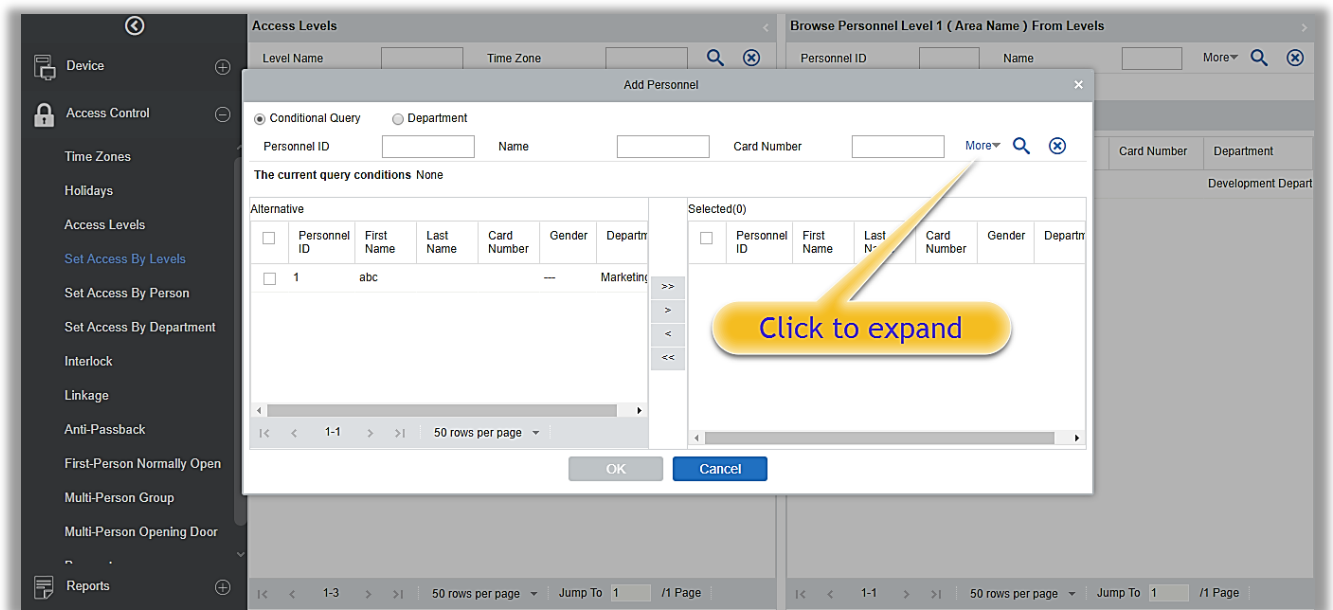 Access Levels
Browse Personnel Level 1 ( Area Name ) From Levels
Level Name Time Zone
Personnel ID Name More
Device
Access Control
Time Zones
Holidays
Access Levels
Set Access By Levels
Set Access By Person
Set Access By Department
Interlock
Linkage
Anti-Passback
First-Person Normally Open
Multi-Person Group
Multi-Person Opening Door
Reports
Add Personnel
Conditional Query Department
Personnel ID Name Card Number More
The current query conditions None
Alternative
Personnel ID First Name Last Name Card Number Gender Departm
1 abc --- Marketing
>>
>
<
<<
Selected(0)
Personnel ID First Name Last Card Number Gender Departm
Click to expand
1-1 50 rows per page
OK Cancel
Card Number Department
Development Depart
1-3 50 rows per page Jump To 1 /1 Page
1-1 50 rows per page Jump To 1 /1 Page